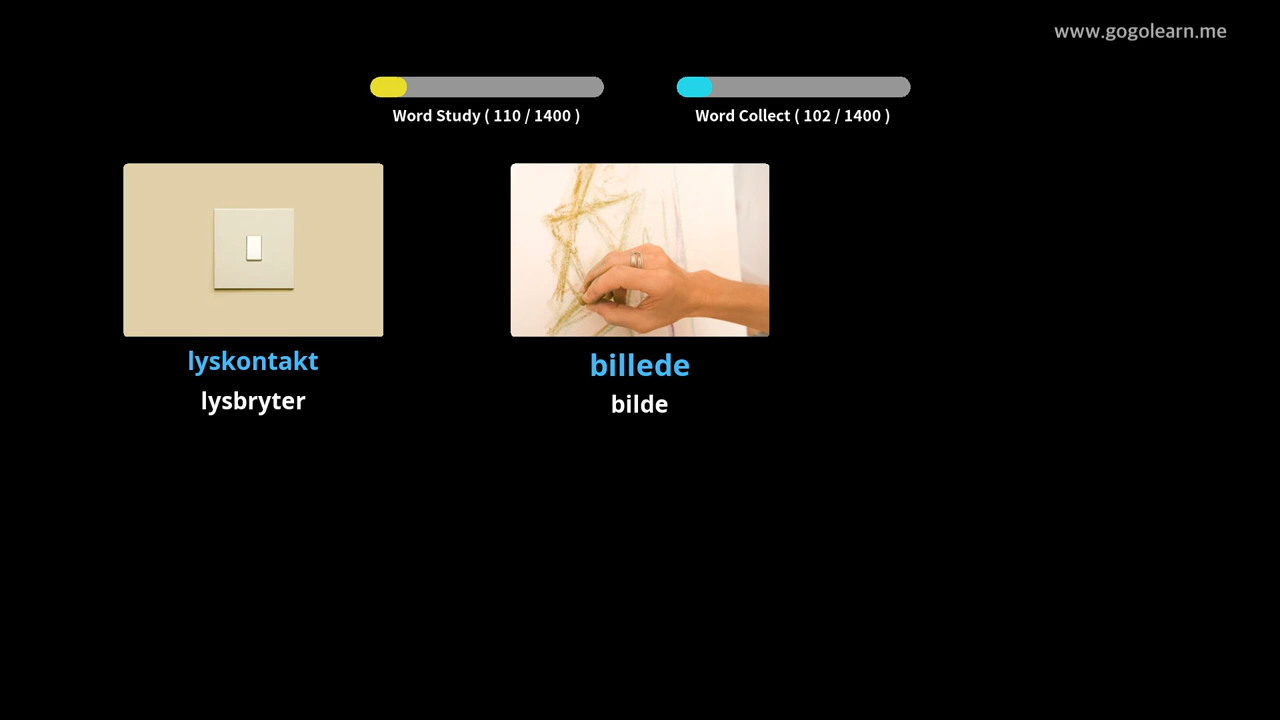 www.gogolearn.me
Word Study ( 110 / 1400 )
Word Collect ( 102 / 1400 )
lyskontakt
lysbryter
billede
bilde